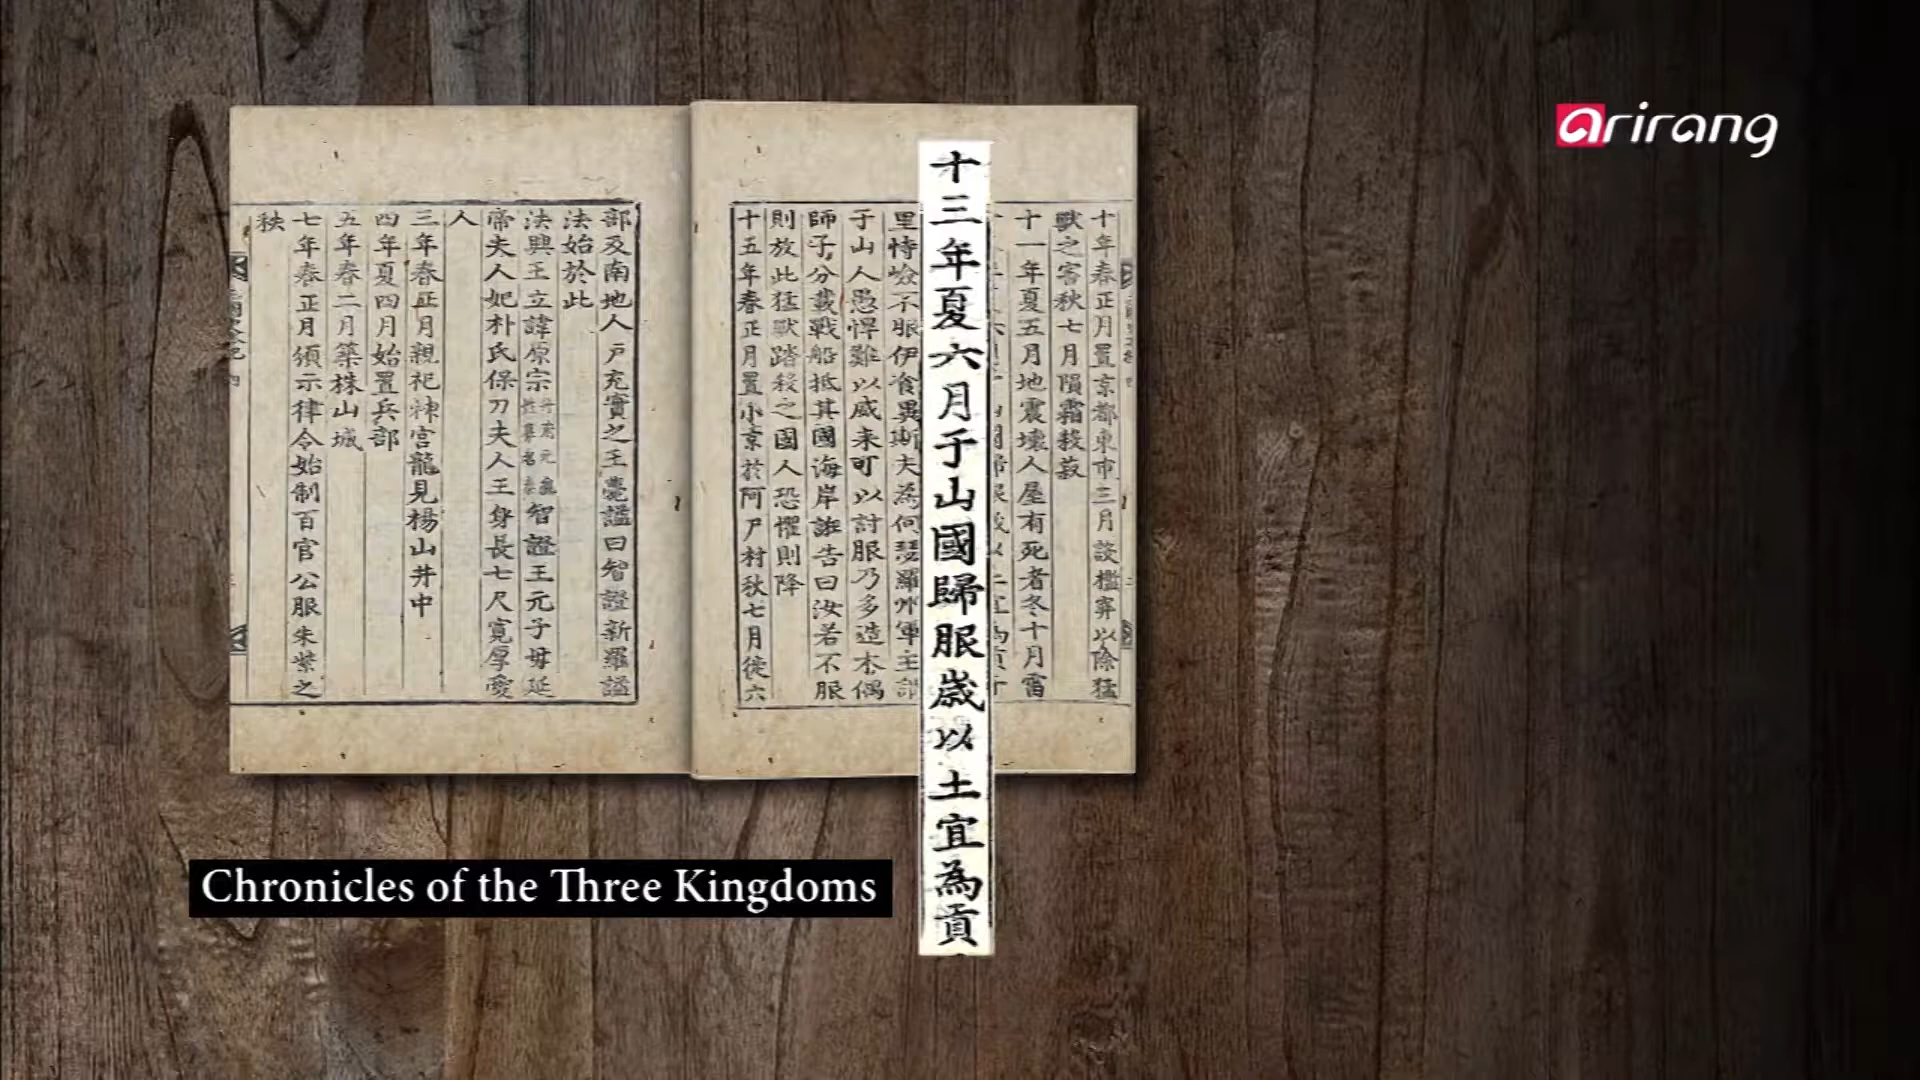 arirang
十年春正月置京都東市三月設檻穽以除猛
獸之害秋七月隕霜殺菽
十一年夏五月地震壞人屋有死者冬十月雷
十三年夏六月于山國歸服歲以土宜為貢
里恃嶮不服伊飡異斯夫為何瑟羅州軍主謂
于山人愚悍難以威来可以計服乃多造木偶
師子分載戰船抵其國海岸誑告曰汝若不服
則放此猛獸踏殺之國人恐懼則降
十五年春正月置小京於阿尸村秋七月徙六
部及南地人戶充實之王薨謚曰智證新羅謚
法始於此
法興王立諱原宗智證王元子母延
帝夫人妃朴氏保刀夫人王身長七尺寬厚愛
人
三年春正月親祀神宮龍見楊山井中
四年夏四月始置兵部
五年春二月築株山城
七年春正月頒示律令始制百官公服朱紫之
秩
Chronicles of the Three Kingdoms